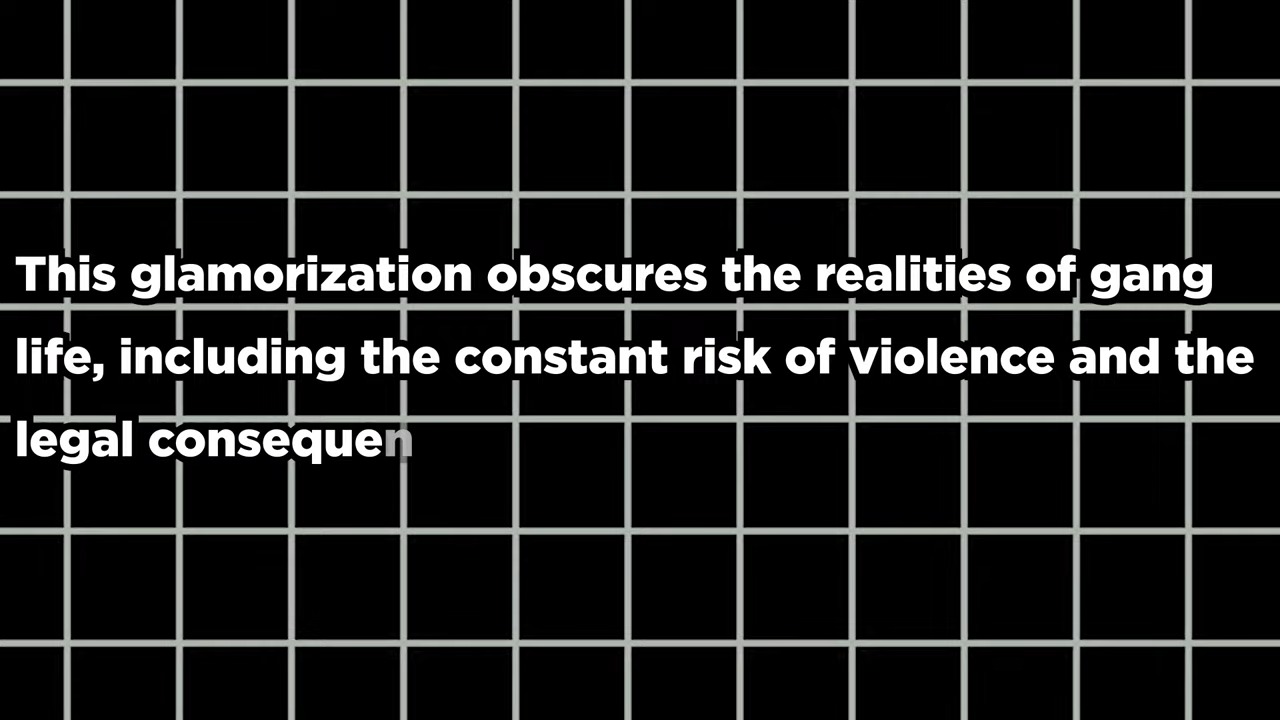 This glamorization obscures the realities of gang
life, including the constant risk of violence and the
legal consequen